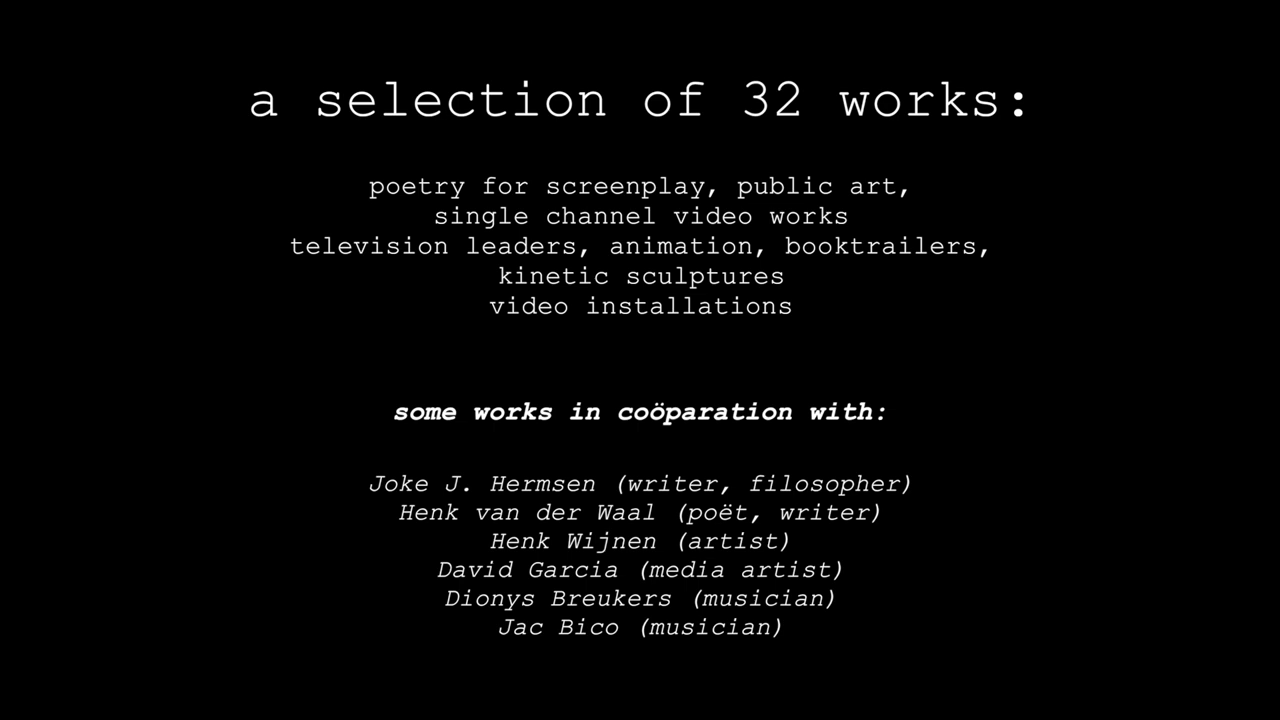 a selection of 32 works:
poetry for screenplay, public art,
single channel video works
television leaders, animation, booktrailers,
kinetic sculptures
video installations
some works in coöparation with:
Joke J. Hermsen (writer, filosopher)
Henk van der Waal (poët, writer)
Henk Wijnen (artist)
David Garcia (media artist)
Dionys Breukers (musician)
Jac Bico (musician)